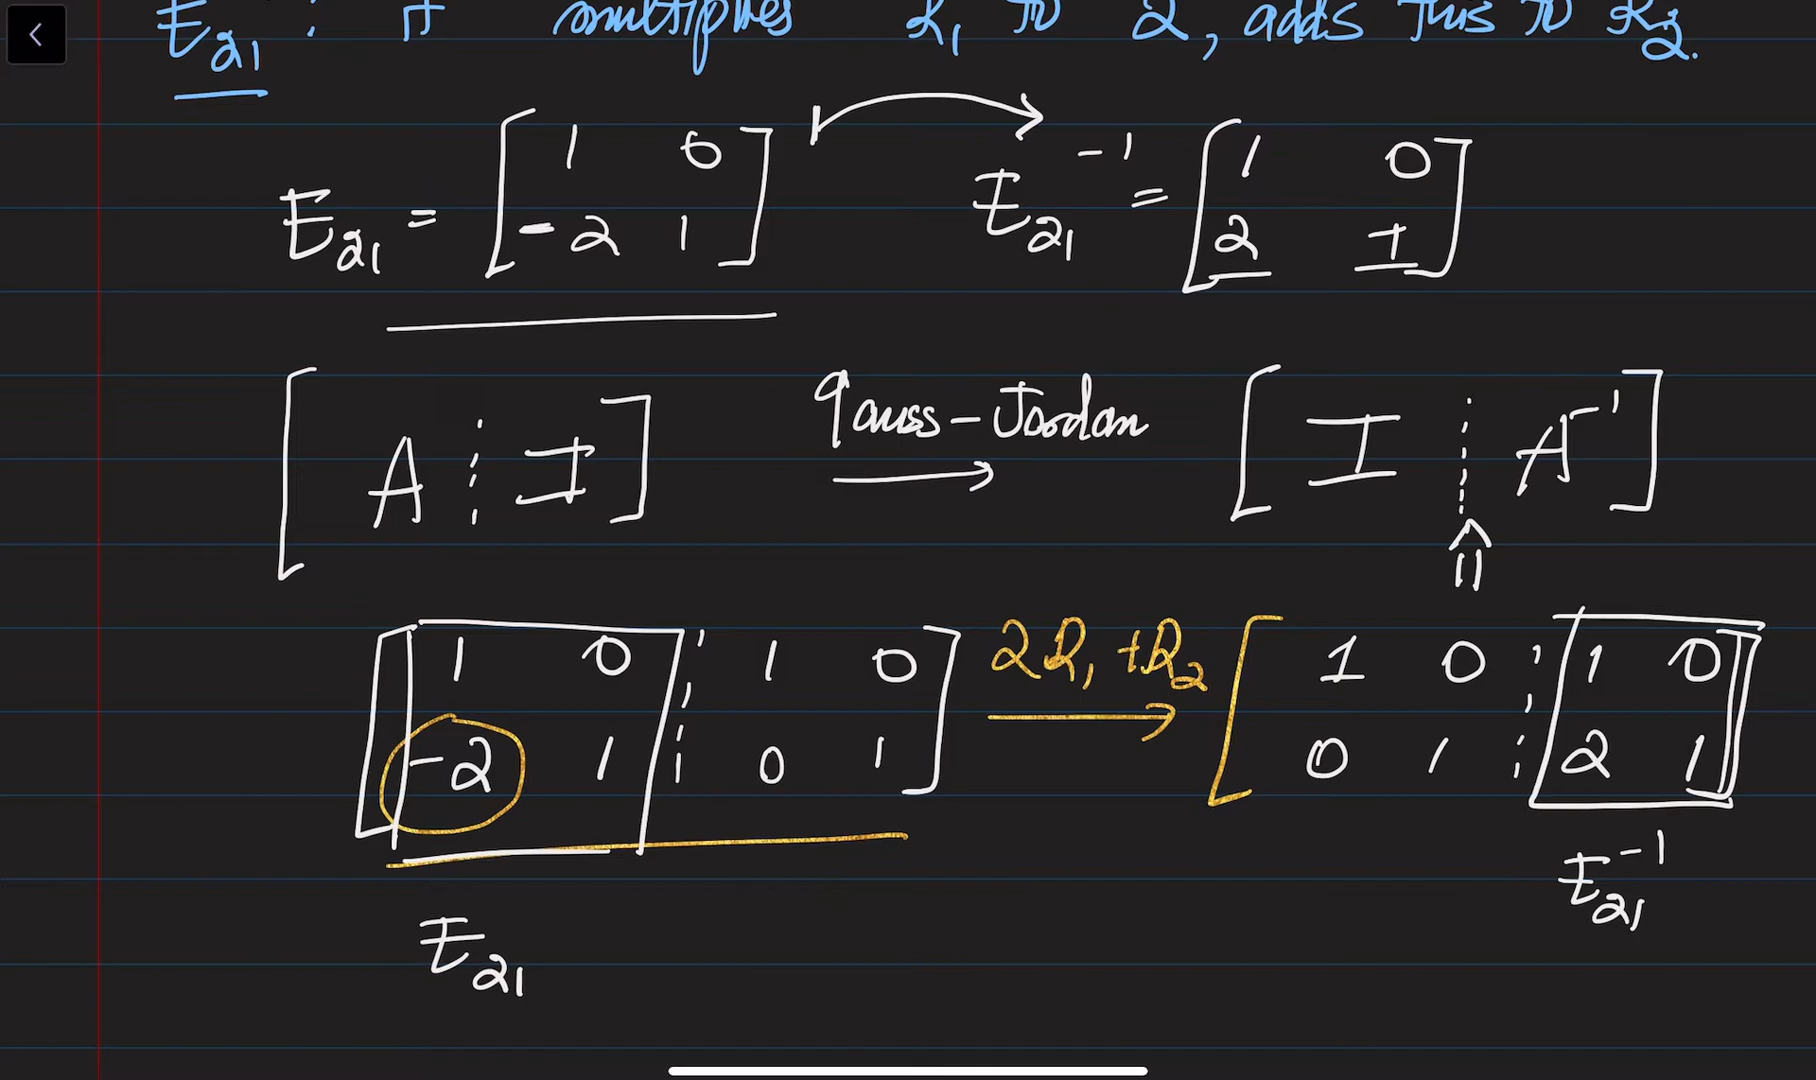 E₂₁ : it multiplies R₁ to 2, adds this to R₂.
E₂₁ = [1 0; -2 1] ↦ E₂₁⁻¹ = [1 0; 2 1]
[A ⋮ I] Gauss-Jordan → [I ⋮ A⁻¹]
⇑
[1 0 ⋮ 1 0; -2 1 ⋮ 0 1] 2R₁+R₂ → [1 0 ⋮ 1 0; 0 1 ⋮ 2 1]
E₂₁⁻¹
E₂₁